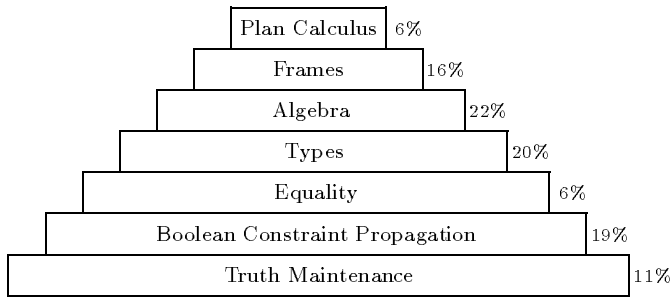 Plan Calculus 6%
Frames 16%
Algebra 22%
Types 20%
Equality 6%
Boolean Constraint Propagation 19%
Truth Maintenance 11%